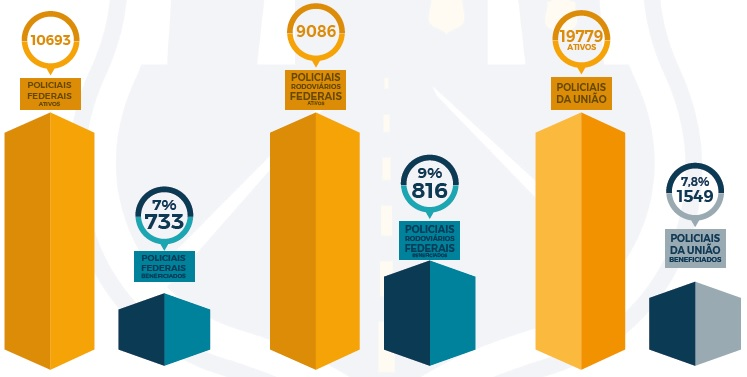 10693
POLICIAIS
FEDERAIS
ATIVOS
7%
733
POLICIAIS
FEDERAIS
BENEFICIADOS
9086
POLICIAIS
RODOVIÁRIOS
FEDERAIS
ATIVOS
9%
816
POLICIAIS
RODOVIÁRIOS
FEDERAIS
BENEFICIADOS
19779
ATIVOS
POLICIAIS
DA UNIÃO
7,8%
1549
POLICIAIS
DA UNIÃO
BENEFICIADOS